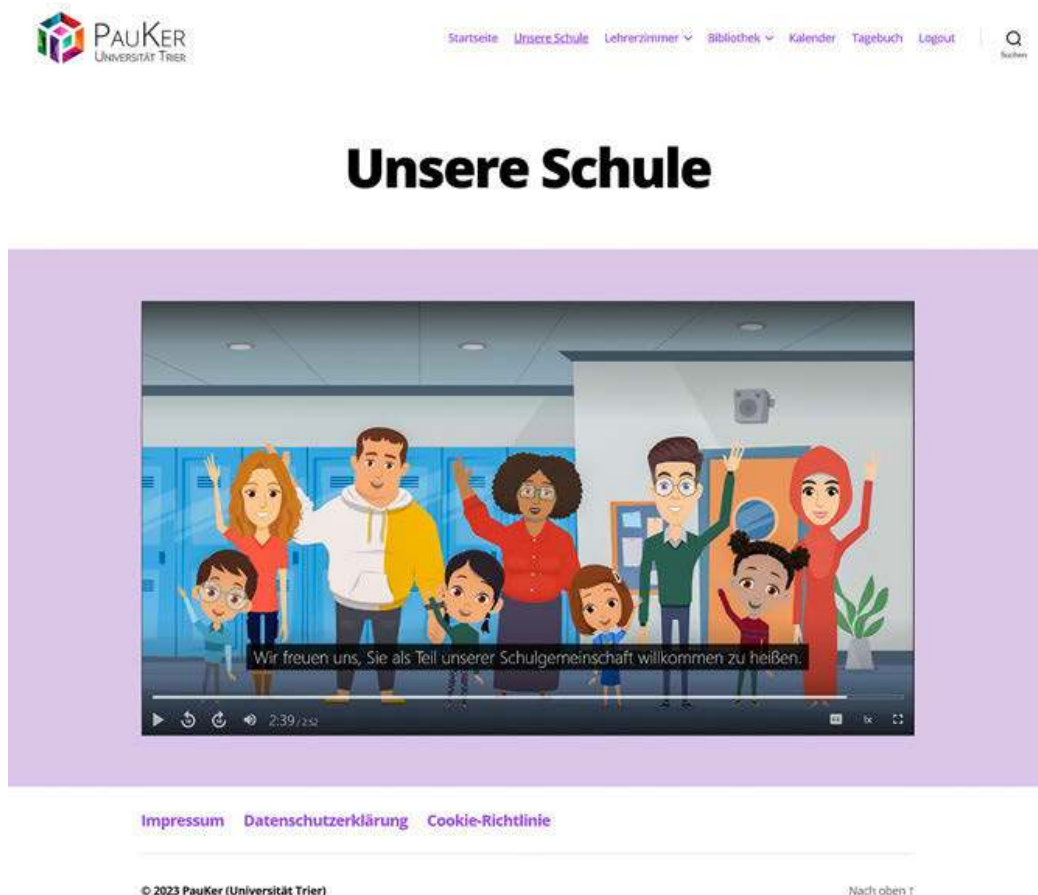 PAUKER
UNIVERSITÄT TRIER
Startseite Unsere Schule Lehrerzimmer Bibliothek Kalender Tagebuch Logout
Suchen
Unsere Schule
Wir freuen uns, Sie als Teil unserer Schulgemeinschaft willkommen zu heißen.
2:39 / 2:52
1x
Impressum Datenschutzerklärung Cookie-Richtlinie
© 2023 PauKer (Universität Trier) Nach oben ↑